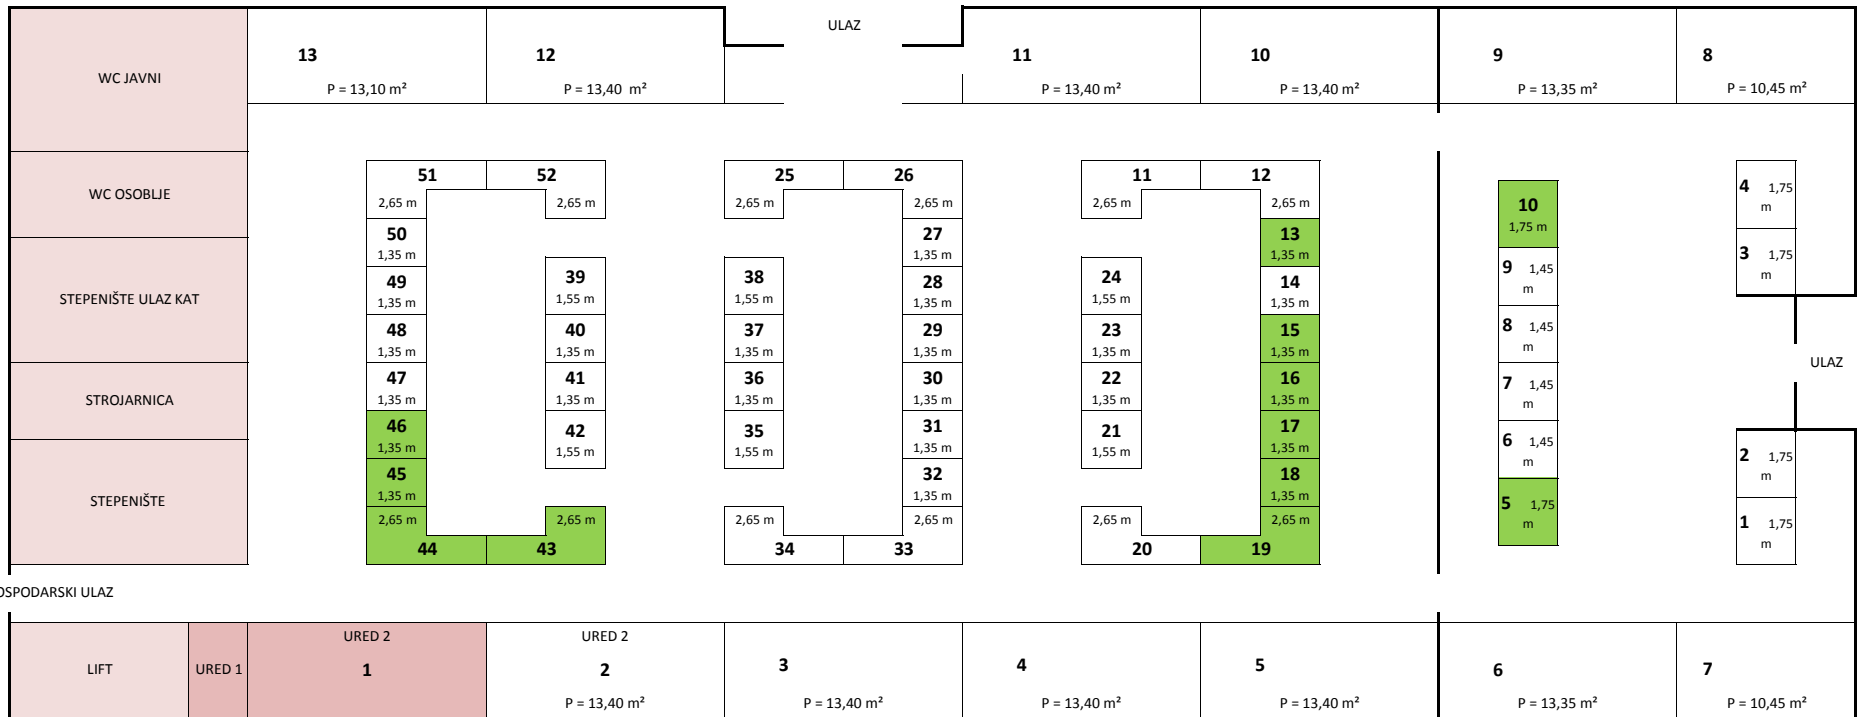 ULAZ
WC JAVNI
13
P = 13,10 m²
12
P = 13,40 m²
11
P = 13,40 m²
10
P = 13,40 m²
9
P = 13,35 m²
8
P = 10,45 m²
WC OSOBLJE
STEPENIŠTE ULAZ KAT
STROJARNICA
STEPENIŠTE
51
2,65 m
52
2,65 m
50
1,35 m
49
1,35 m
48
1,35 m
47
1,35 m
46
1,35 m
45
1,35 m
2,65 m
44
39
1,55 m
40
1,35 m
41
1,35 m
42
1,55 m
2,65 m
43
25
2,65 m
26
2,65 m
38
1,55 m
37
1,35 m
36
1,35 m
35
1,55 m
2,65 m
34
27
1,35 m
28
1,35 m
29
1,35 m
30
1,35 m
31
1,35 m
32
1,35 m
2,65 m
33
11
2,65 m
12
2,65 m
24
1,55 m
23
1,35 m
22
1,35 m
21
1,55 m
2,65 m
20
13
1,35 m
14
1,35 m
15
1,35 m
16
1,35 m
17
1,35 m
18
1,35 m
2,65 m
19
10
1,75 m
9 1,45
m
8 1,45
m
7 1,45
m
6 1,45
m
5 1,75
m
4 1,75
m
3 1,75
m
ULAZ
2 1,75
m
1 1,75
m
OSPODARSKI ULAZ
LIFT
URED 1
URED 2
1
URED 2
2
P = 13,40 m²
3
P = 13,40 m²
4
P = 13,40 m²
5
P = 13,40 m²
6
P = 13,35 m²
7
P = 10,45 m²